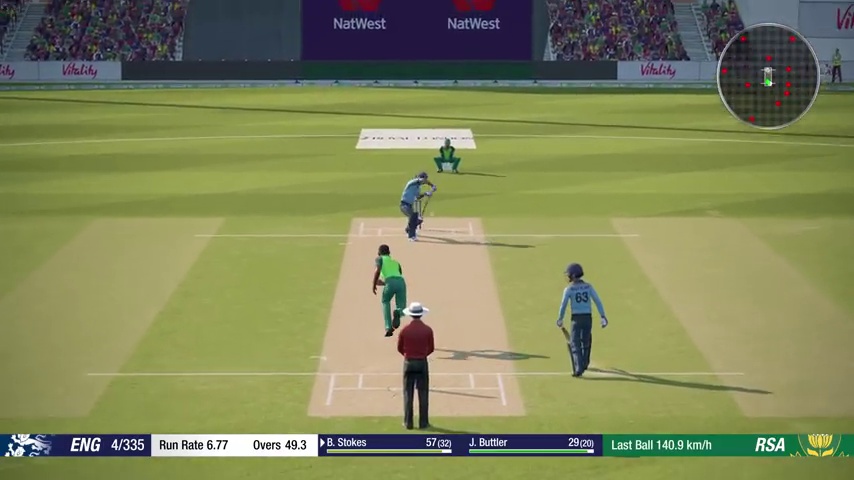 NatWest NatWest
Vitality Vitality
63
ENG 4/335 Run Rate 6.77 Overs 49.3 B. Stokes 57(32) J. Buttler 29(20) Last Ball 140.9 km/h RSA